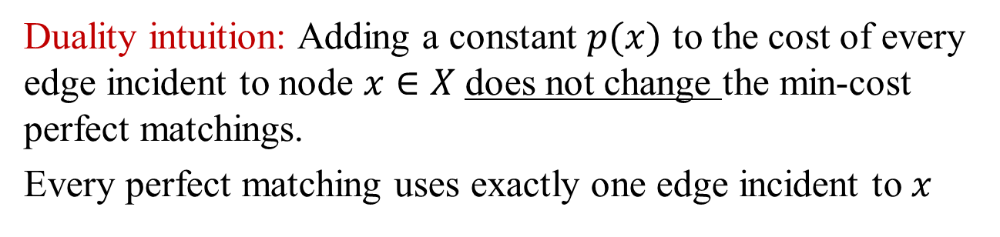 Duality intuition: Adding a constant p(x) to the cost of every
edge incident to node x ∈ X does not change the min-cost
perfect matchings.
Every perfect matching uses exactly one edge incident to x